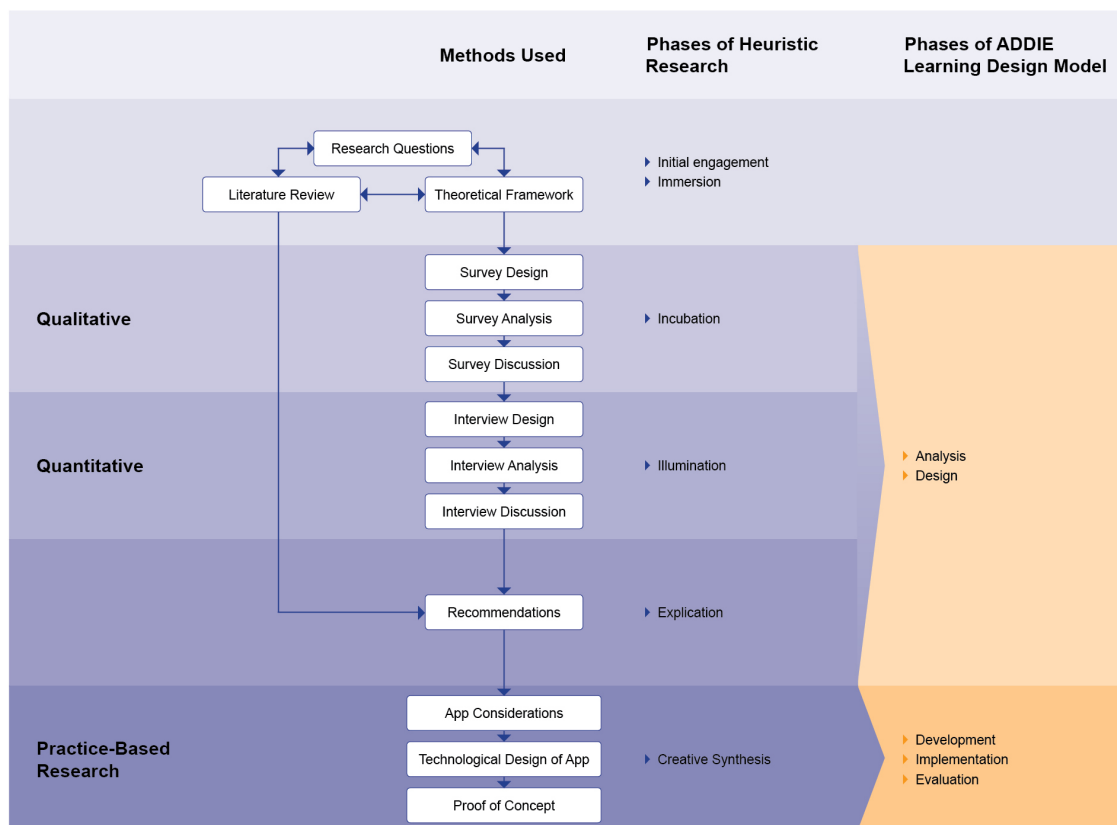 Methods Used
Phases of Heuristic
Research
Phases of ADDIE
Learning Design Model
Research Questions
Literature Review
Theoretical Framework
Initial engagement
Immersion
Qualitative
Survey Design
Survey Analysis
Survey Discussion
Incubation
Quantitative
Interview Design
Interview Analysis
Interview Discussion
Illumination
Analysis
Design
Recommendations
Explication
Practice-Based
Research
App Considerations
Technological Design of App
Proof of Concept
Creative Synthesis
Development
Implementation
Evaluation